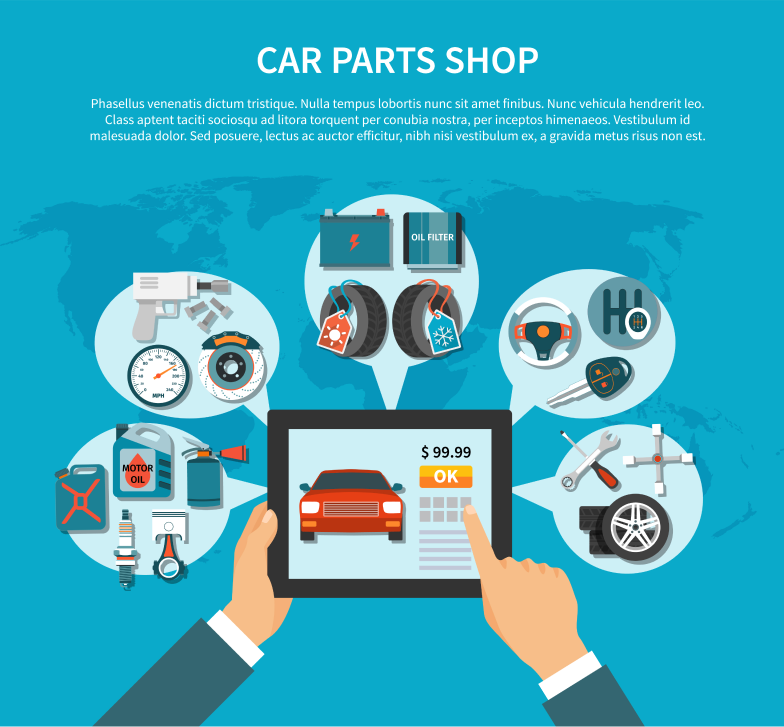 CAR PARTS SHOP
Phasellus venenatis dictum tristique. Nulla tempus lobortis nunc sit amet finibus. Nunc vehicula hendrerit leo.
Class aptent taciti sociosqu ad litora torquent per conubia nostra, per inceptos himenaeos. Vestibulum id
malesuada dolor. Sed posuere, lectus ac auctor efficitur, nibh nisi vestibulum ex, a gravida metus risus non est.
OIL FILTER
MPH
$ 99.99
OK
MOTOR
OIL